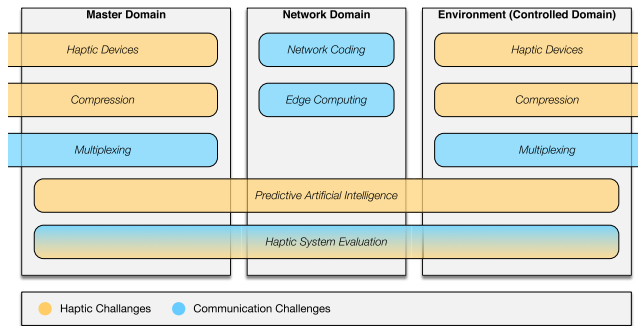 Master Domain
Network Domain
Environment (Controlled Domain)
Haptic Devices
Network Coding
Haptic Devices
Compression
Edge Computing
Compression
Multiplexing
Multiplexing
Predictive Artificial Intelligence
Haptic System Evaluation
Haptic Challanges
Communication Challenges